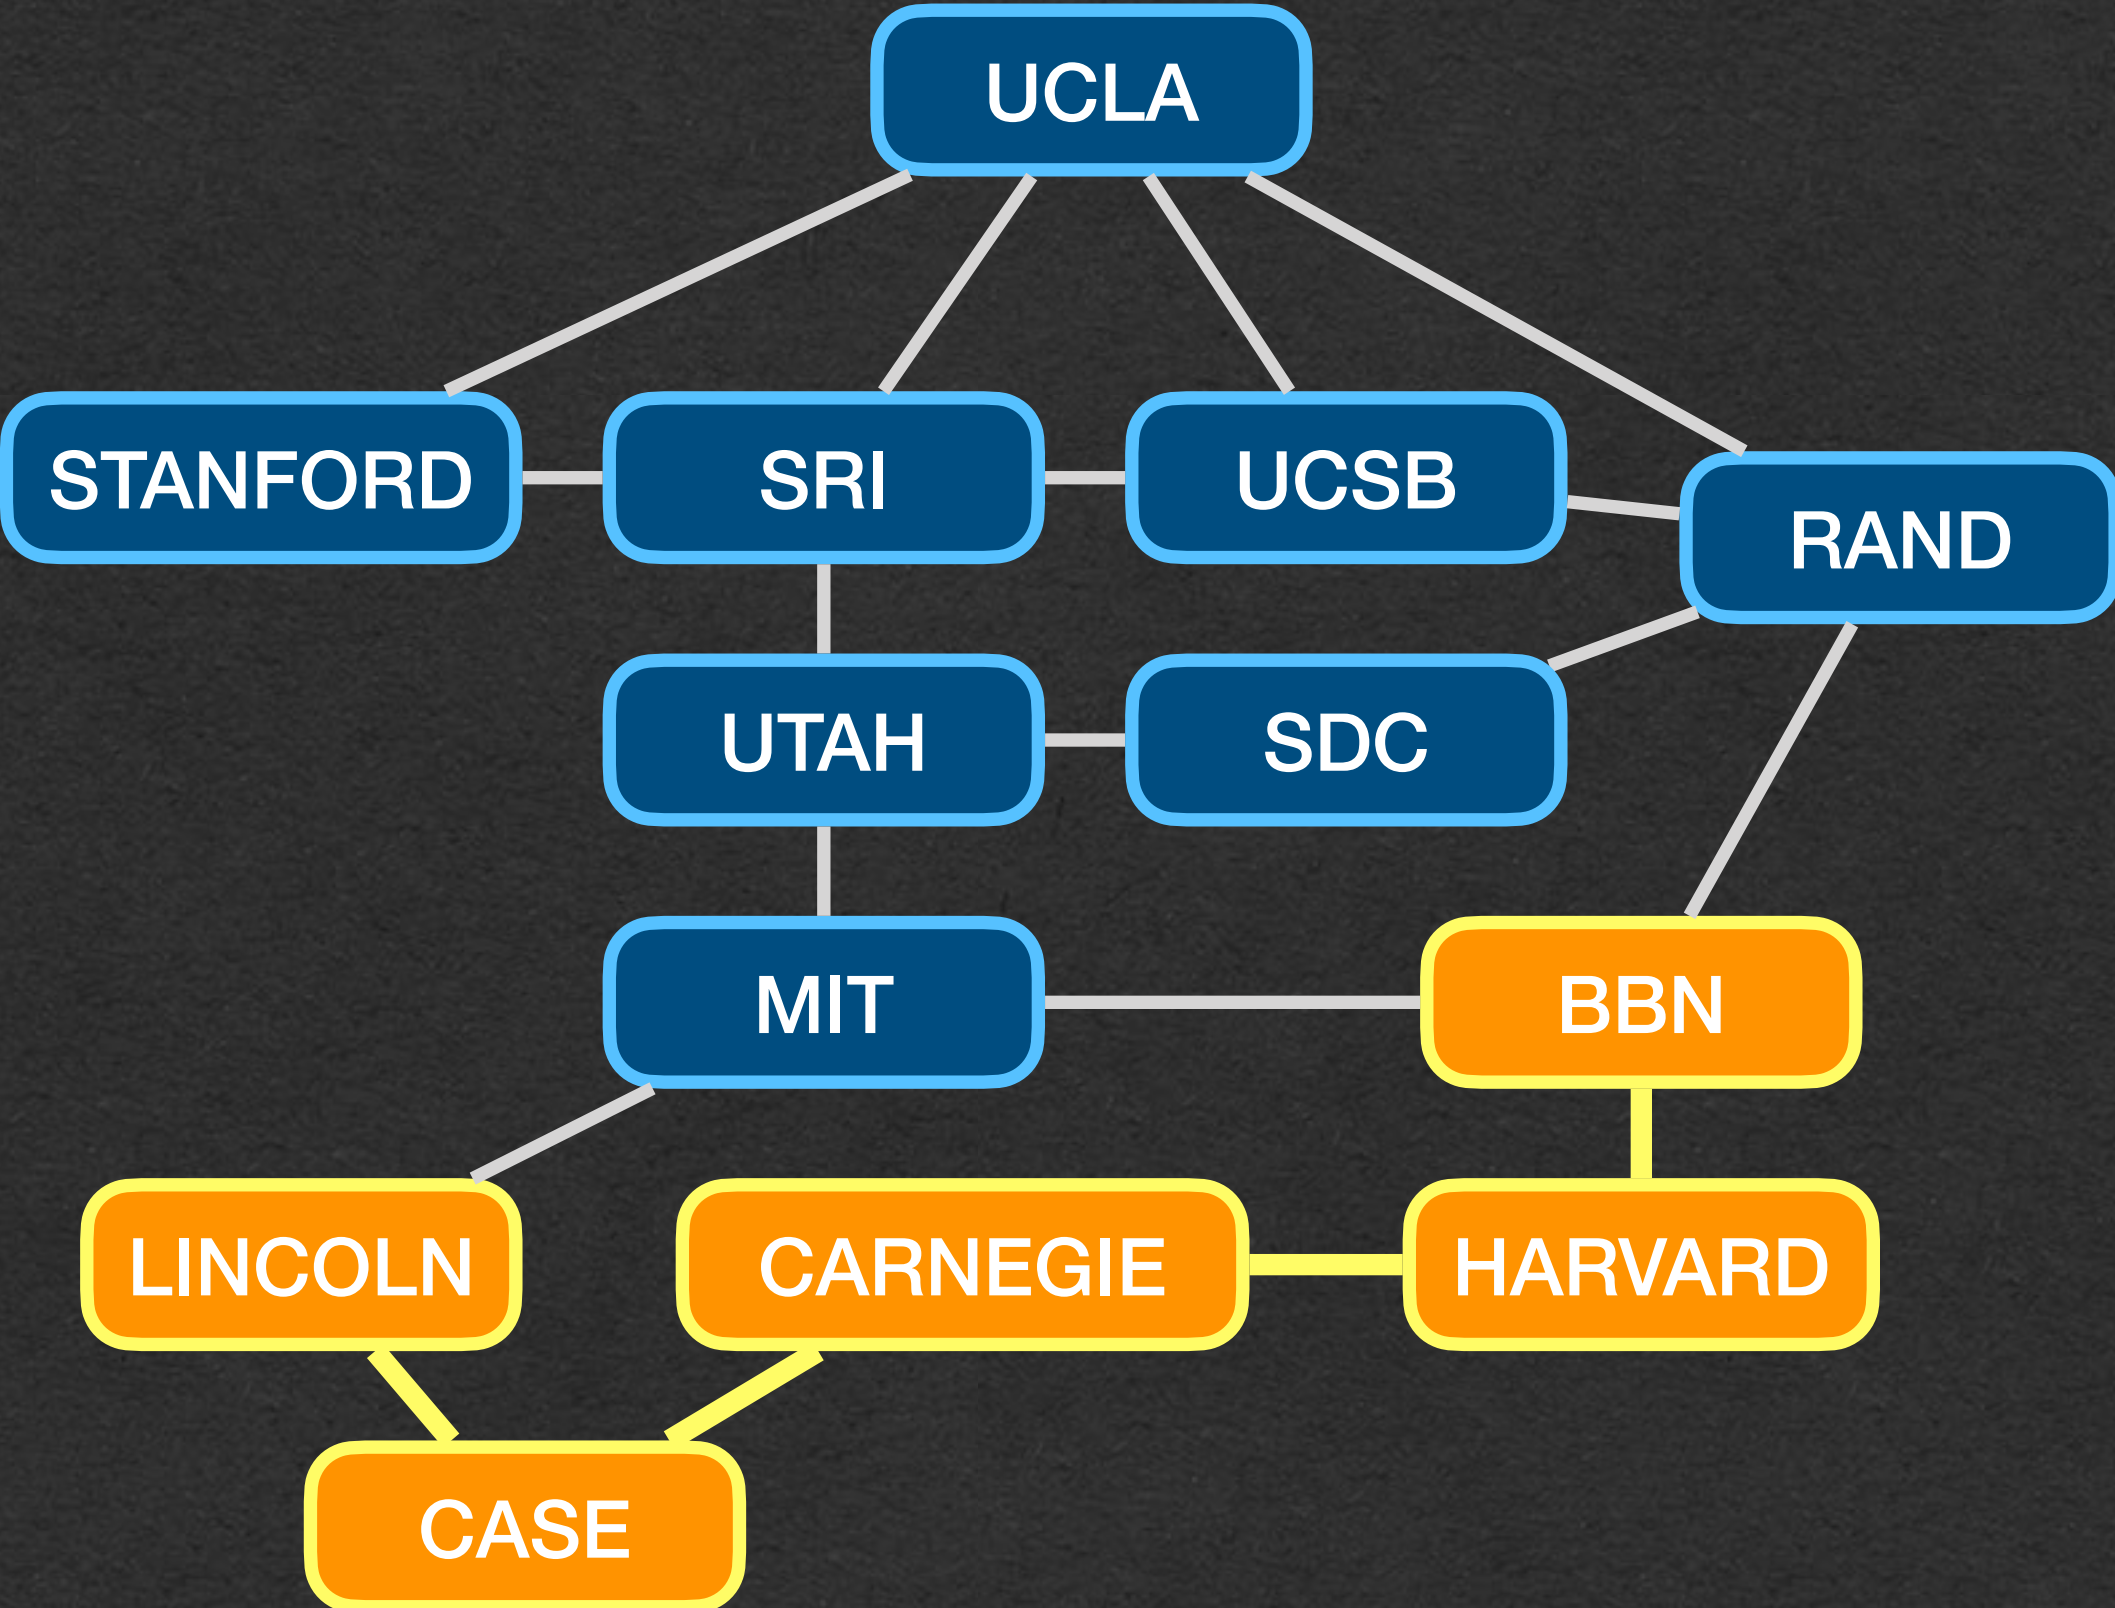 UCLA
STANFORD
SRI
UCSB
RAND
UTAH
SDC
MIT
BBN
LINCOLN
CARNEGIE
HARVARD
CASE